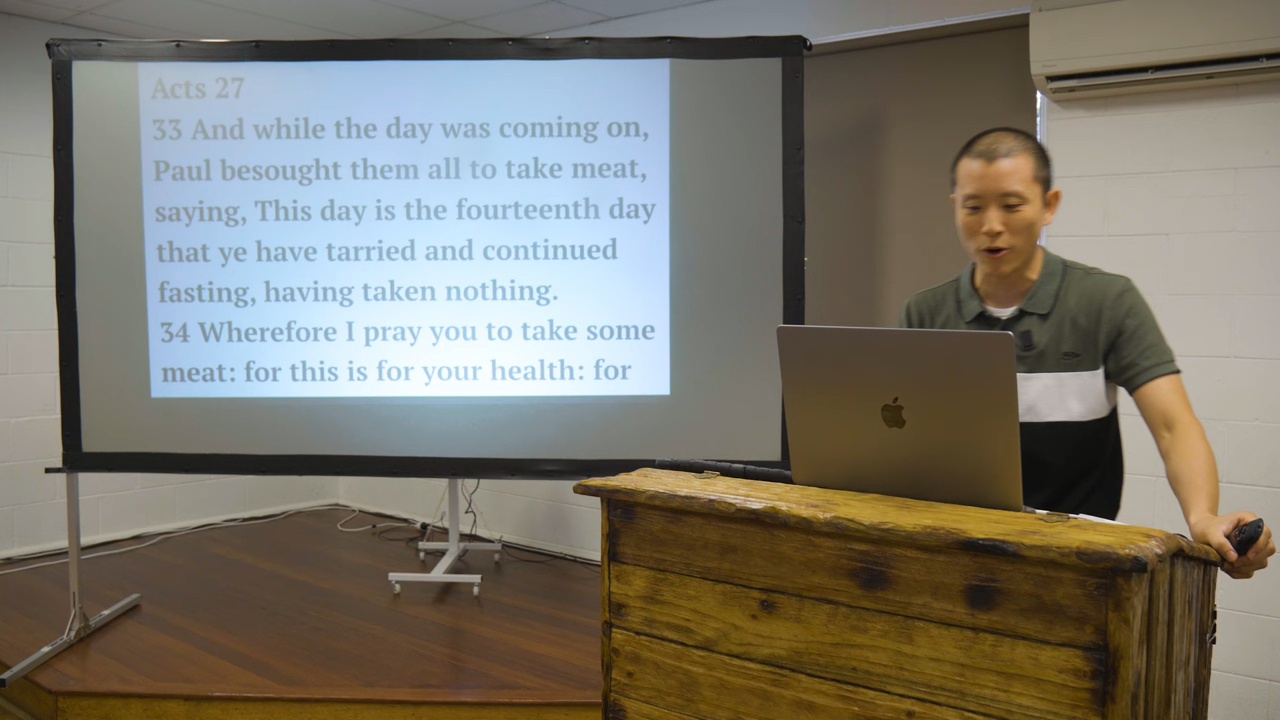 Acts 27
33 And while the day was coming on,
Paul besought them all to take meat,
saying, This day is the fourteenth day
that ye have tarried and continued
fasting, having taken nothing.
34 Wherefore I pray you to take some
meat: for this is for your health: for